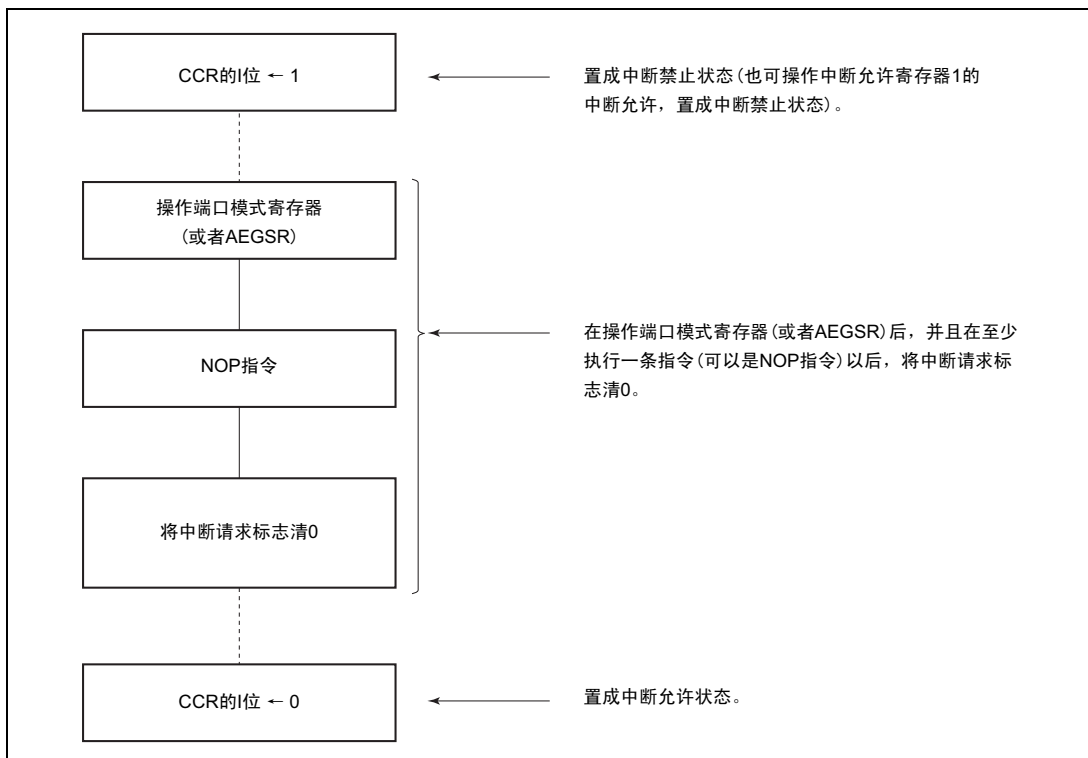 CCR的I位 ← 1
置成中断禁止状态(也可操作中断允许寄存器1的
中断允许，置成中断禁止状态)。
操作端口模式寄存器
(或者AEGSR)
NOP指令
在操作端口模式寄存器(或者AEGSR)后，并且在至少
执行一条指令(可以是NOP指令)以后，将中断请求标
志清0。
将中断请求标志清0
CCR的I位 ← 0
置成中断允许状态。